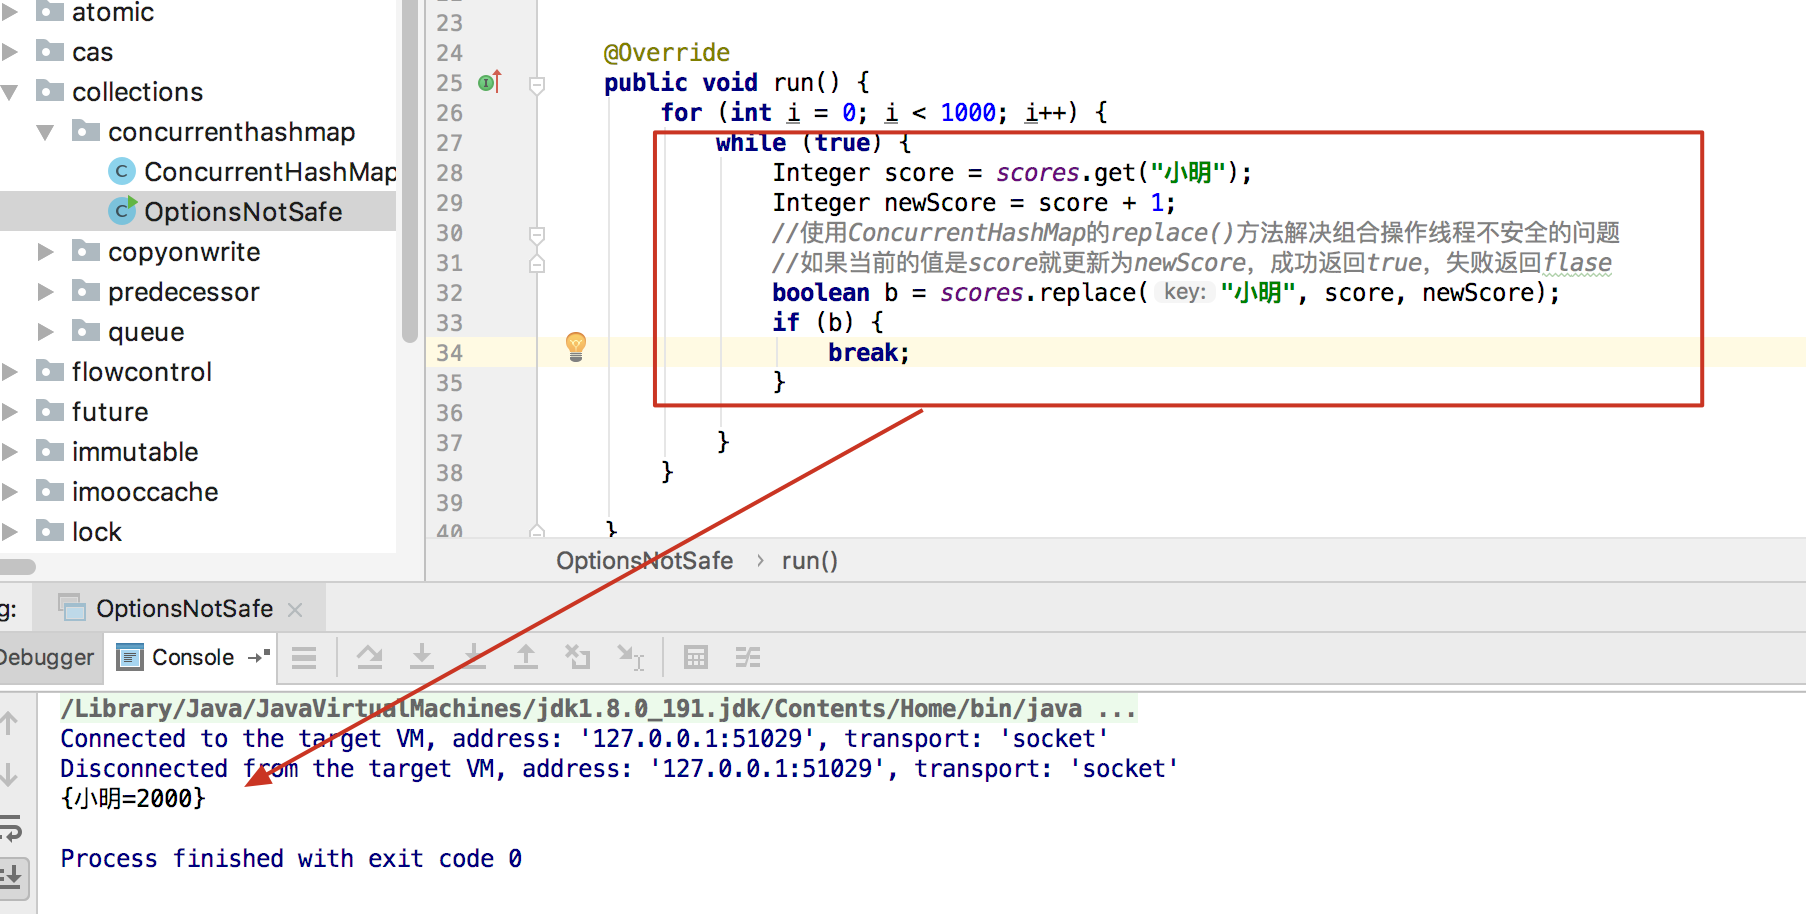 atomic
cas
collections
concurrenthashmap
ConcurrentHashMap
OptionsNotSafe
copyonwrite
predecessor
queue
flowcontrol
future
immutable
imooccache
lock
23
24 @Override
25 public void run() {
26 for (int i = 0; i < 1000; i++) {
27 while (true) {
28 Integer score = scores.get("小明");
29 Integer newScore = score + 1;
30 //使用ConcurrentHashMap的replace()方法解决组合操作线程不安全的问题
31 //如果当前的值是score就更新为newScore，成功返回true，失败返回flase
32 boolean b = scores.replace( key: "小明", score, newScore);
33 if (b) {
34 break;
35 }
36
37 }
38 }
39
40 }
OptionsNotSafe › run()
g: OptionsNotSafe ×
Debugger Console
/Library/Java/JavaVirtualMachines/jdk1.8.0_191.jdk/Contents/Home/bin/java ...
Connected to the target VM, address: '127.0.0.1:51029', transport: 'socket'
Disconnected from the target VM, address: '127.0.0.1:51029', transport: 'socket'
{小明=2000}
Process finished with exit code 0